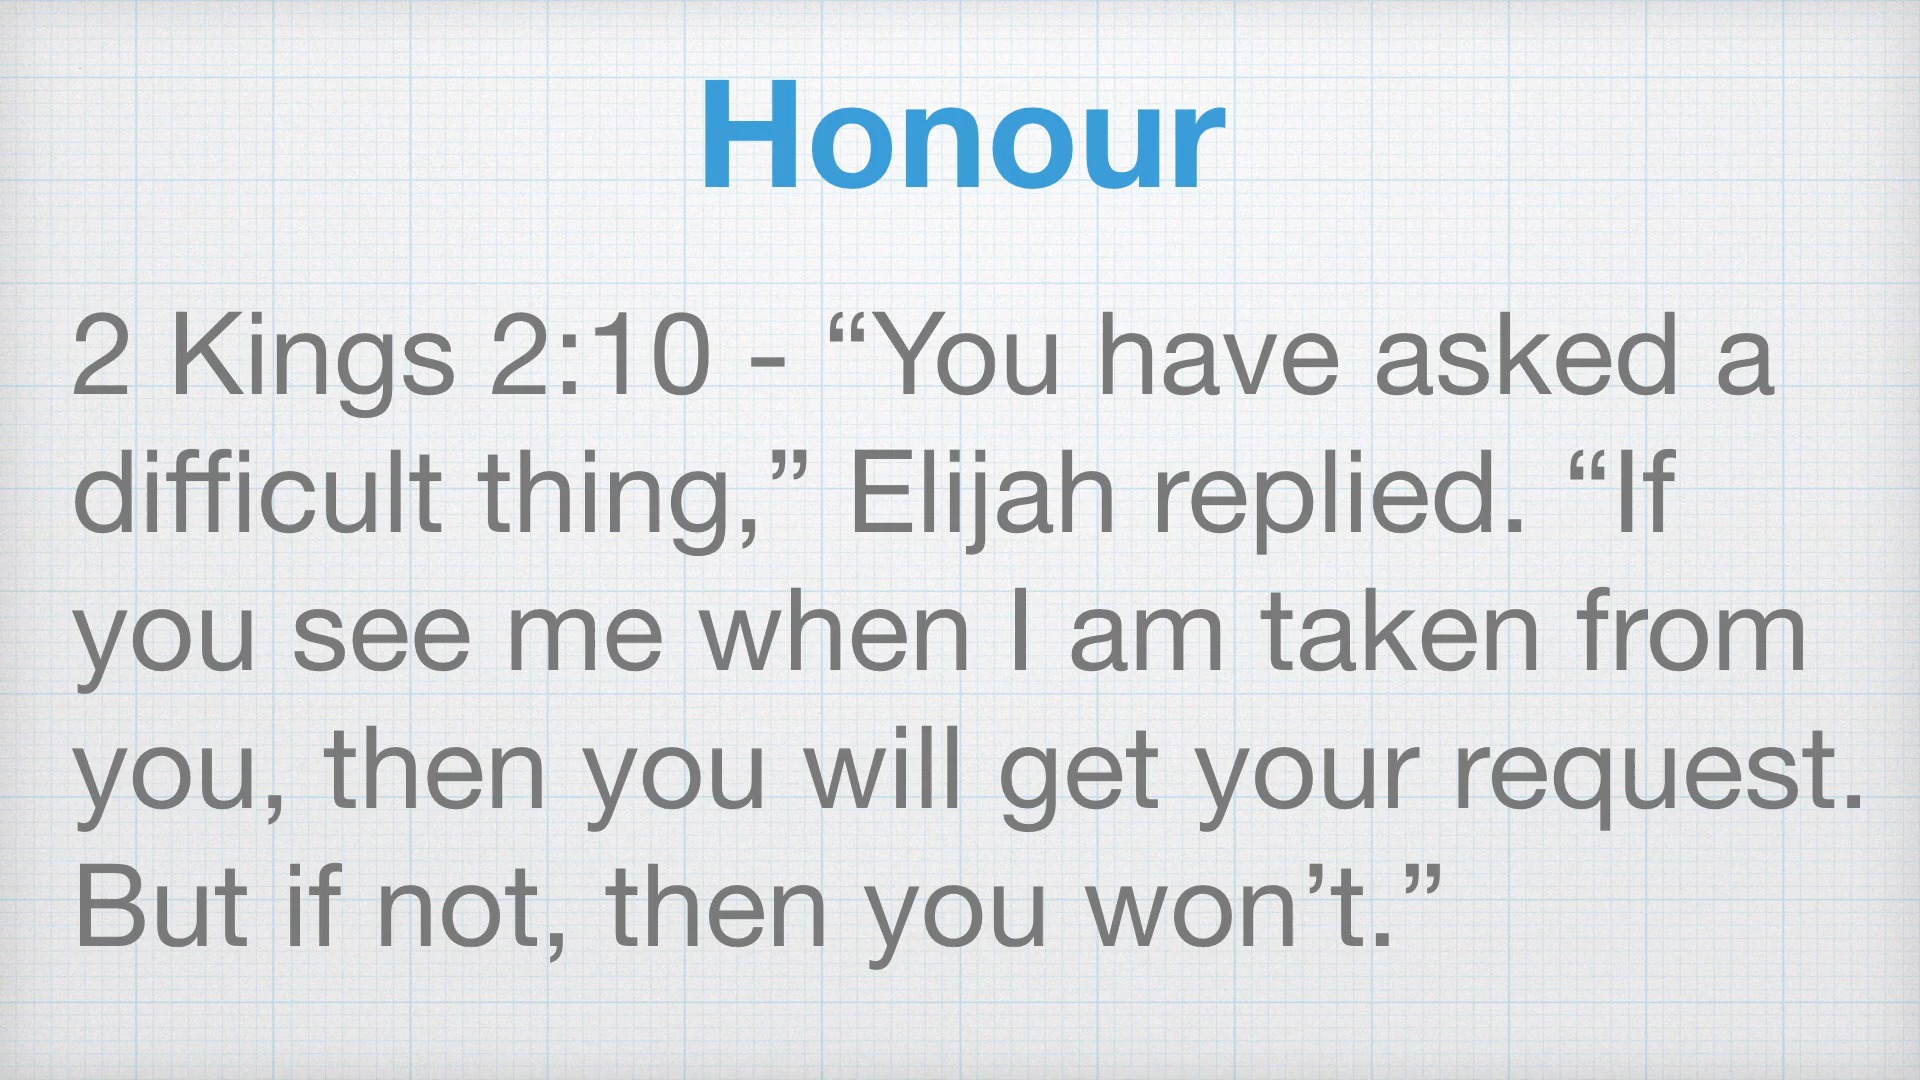 Honour
2 Kings 2:10 - “You have asked a
difficult thing,” Elijah replied. “If
you see me when I am taken from
you, then you will get your request.
But if not, then you won’t.”